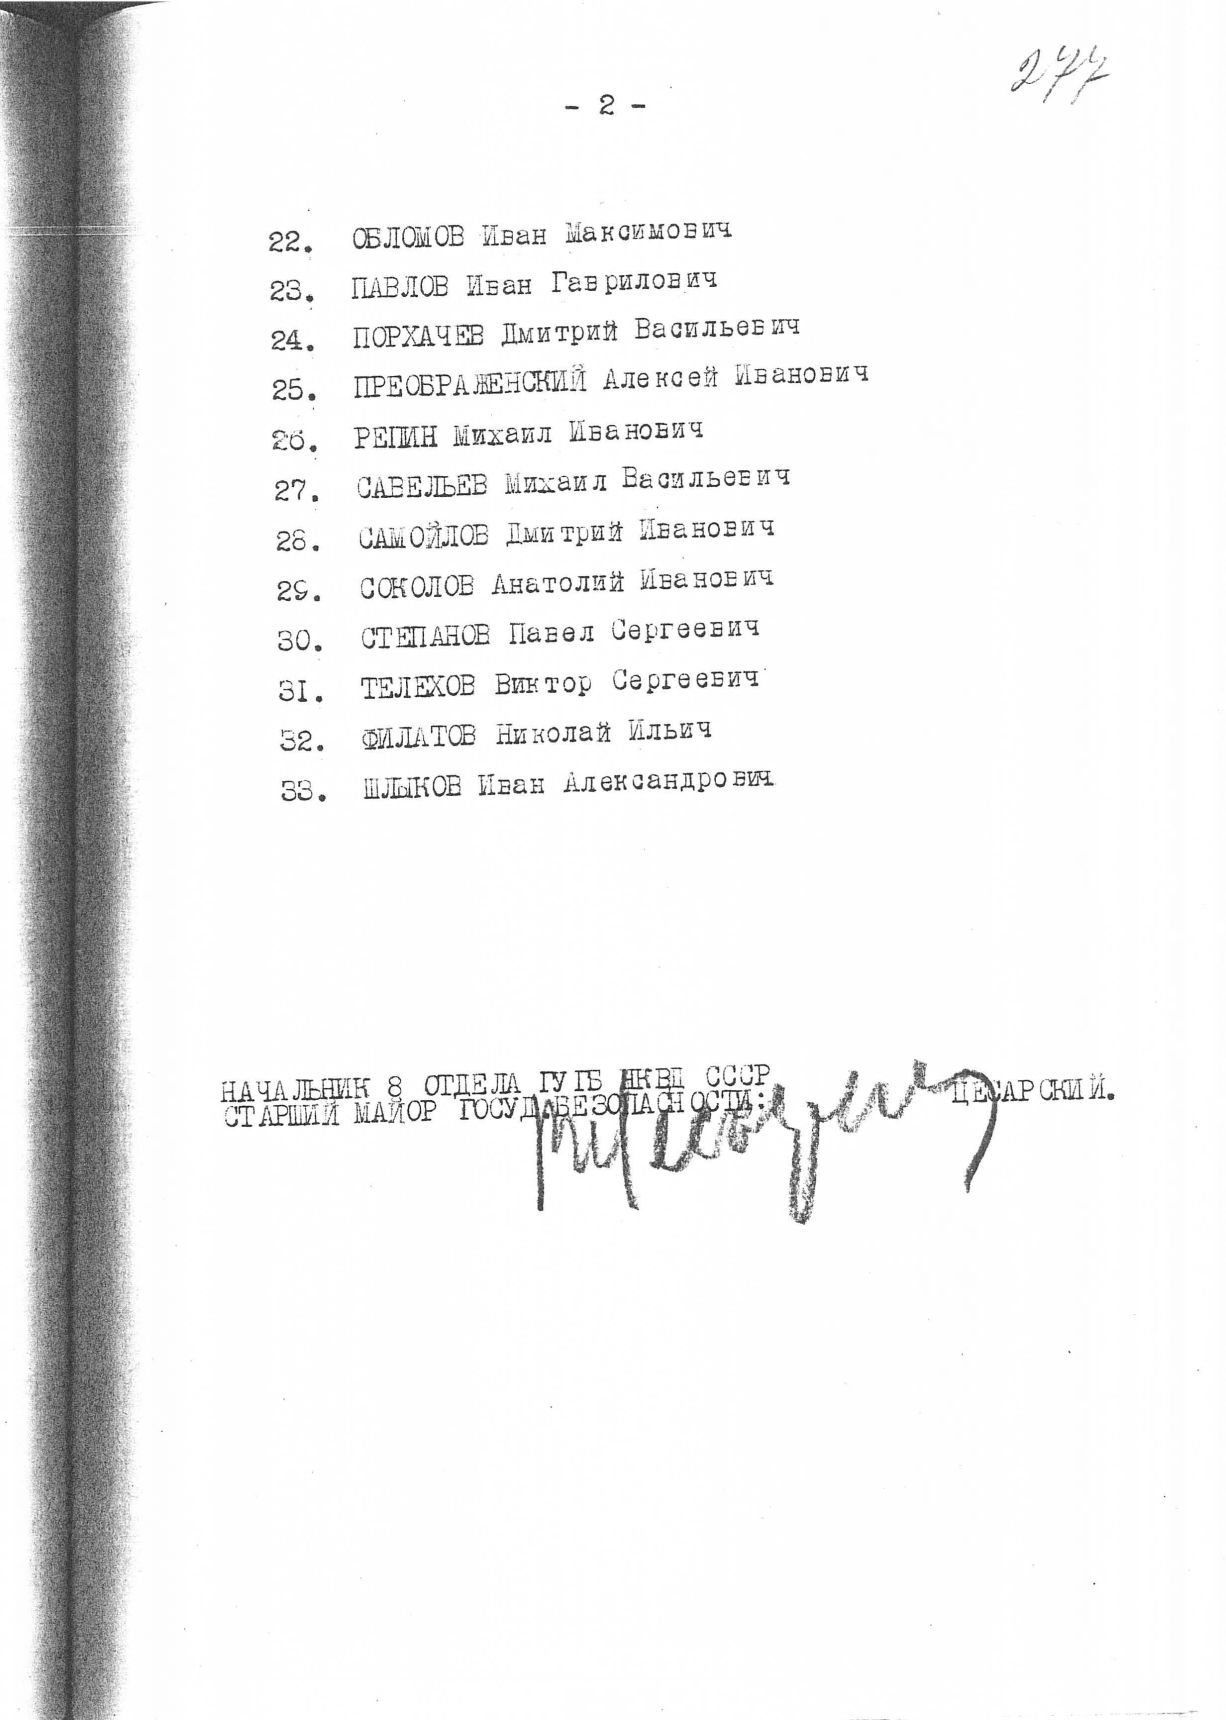 277
- 2 -
22. ОБЛОМОВ Иван Максимович
23. ПАВЛОВ Иван Гаврилович
24. ПОРХАЧЕВ Дмитрий Васильевич
25. ПРЕОБРАЖЕНСКИЙ Алексей Иванович
26. РЕПИН Михаил Иванович
27. САВЕЛЬЕВ Михаил Васильевич
28. САМОЙЛОВ Дмитрий Иванович
29. СОКОЛОВ Анатолий Иванович
30. СТЕПАНОВ Павел Сергеевич
31. ТЕЛЕХОВ Виктор Сергеевич
32. ФИЛАТОВ Николай Ильич
33. ШЛЫКОВ Иван Александрович
НАЧАЛЬНИК 8 ОТДЕЛА ГУГБ НКВД СССР
СТАРШИЙ МАЙОР ГОСУДАБЕЗОПАСНОСТИ: ЦЕСАРСКИЙ.